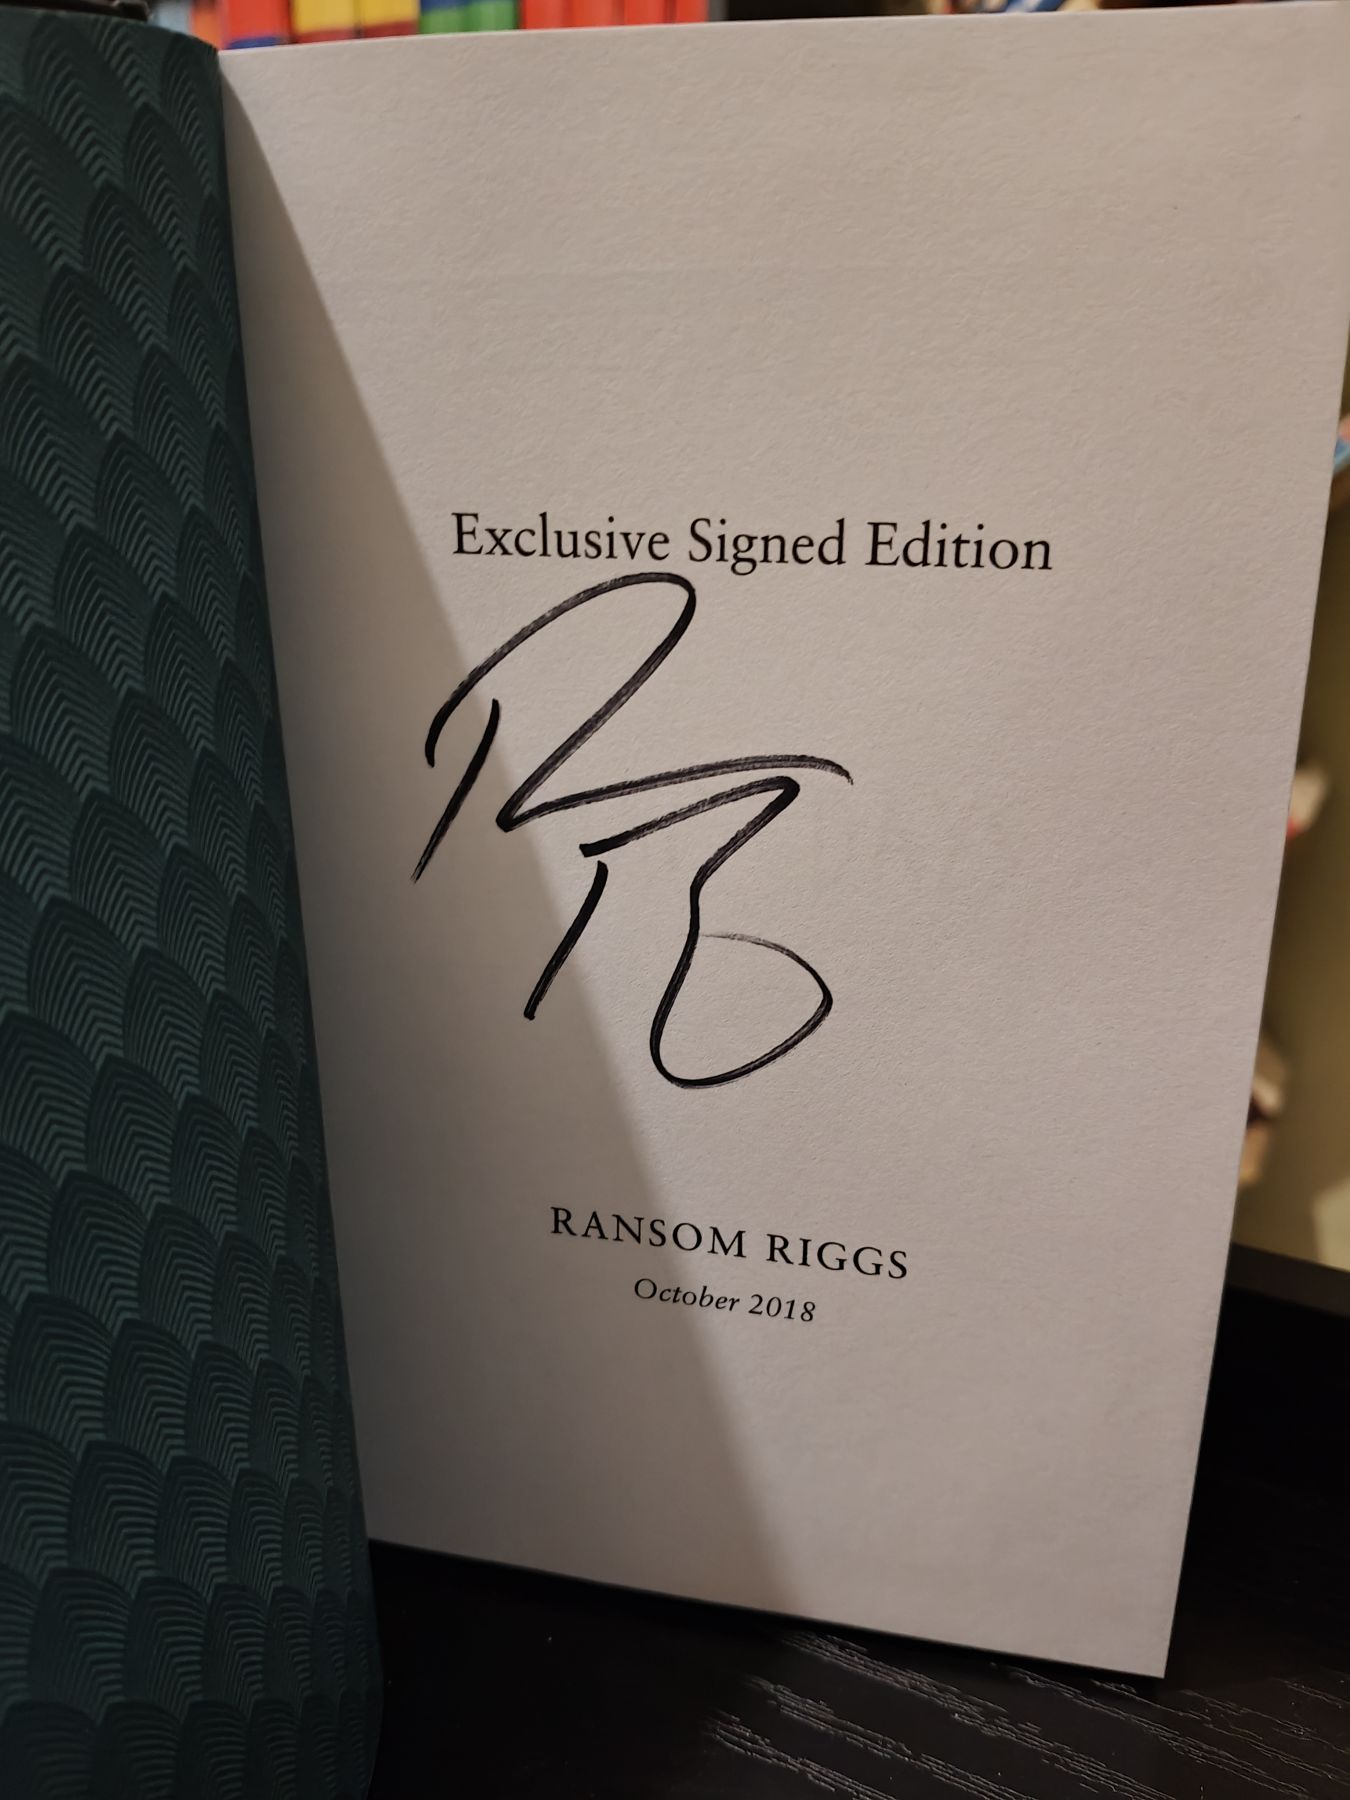 Exclusive Signed Edition
RANSOM RIGGS
October 2018